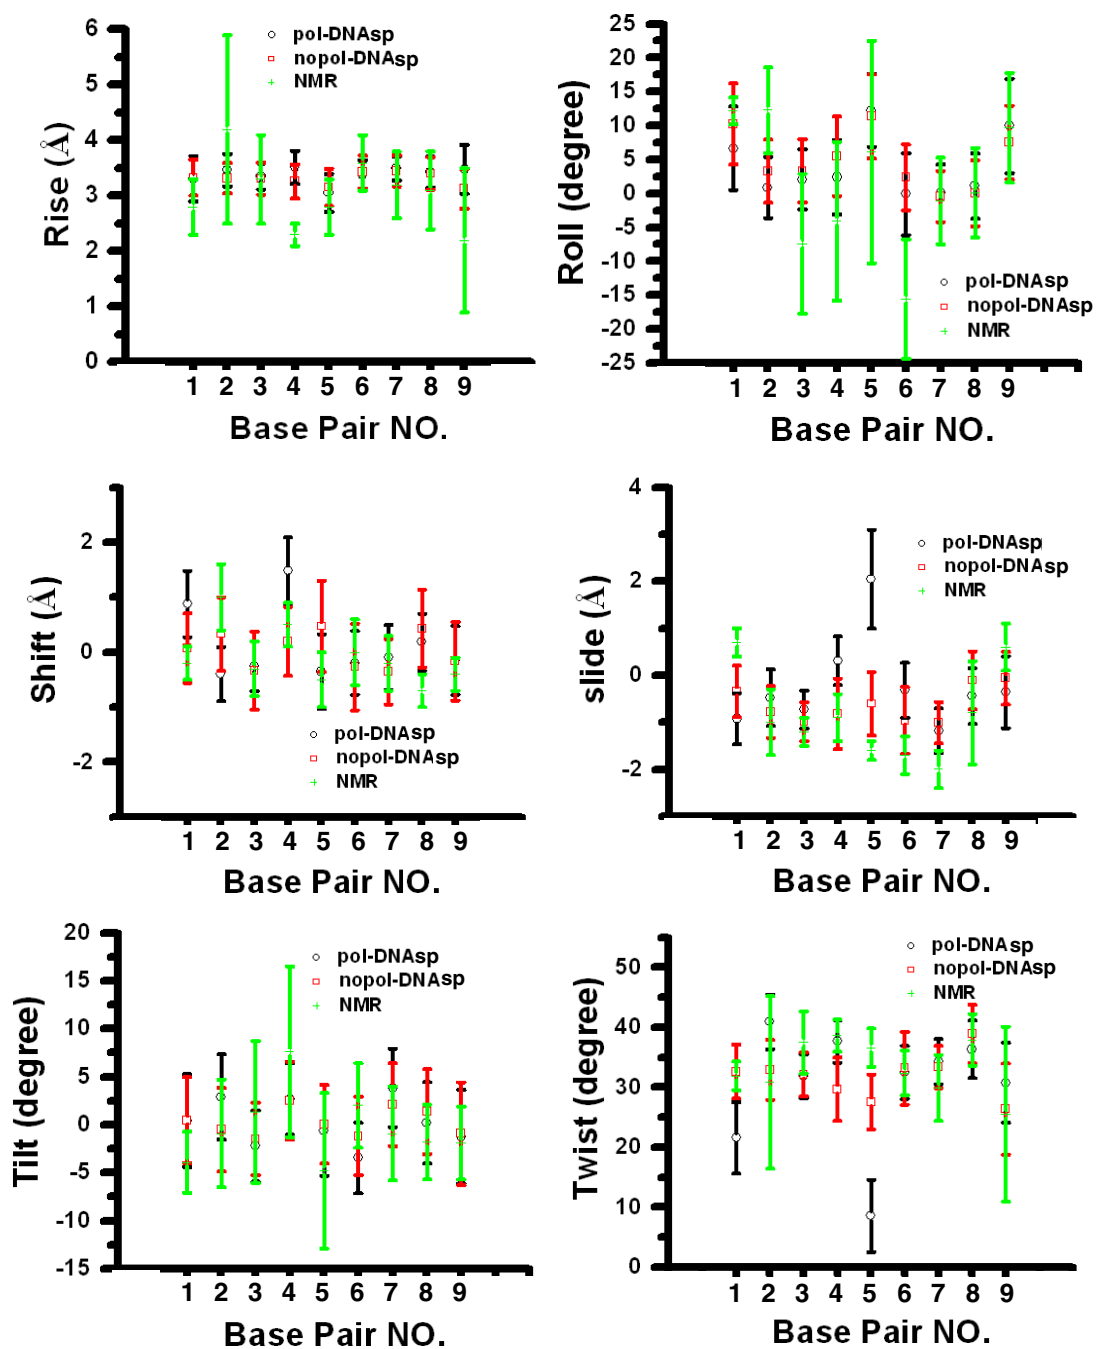 6
5
4
3
2
1
0
Rise (Å)
pol-DNAsp
nopol-DNAsp
NMR
1 2 3 4 5 6 7 8 9
Base Pair NO.
25
20
15
10
5
0
-5
-10
-15
-20
-25
Roll (degree)
pol-DNAsp
nopol-DNAsp
NMR
1 2 3 4 5 6 7 8 9
Base Pair NO.
2
0
-2
Shift (Å)
pol-DNAsp
nopol-DNAsp
NMR
1 2 3 4 5 6 7 8 9
Base Pair NO.
4
2
0
-2
slide (Å)
pol-DNAsp
nopol-DNAsp
NMR
1 2 3 4 5 6 7 8 9
Base Pair NO.
20
15
10
5
0
-5
-10
-15
Tilt (degree)
pol-DNAsp
nopol-DNAsp
NMR
1 2 3 4 5 6 7 8 9
Base Pair NO.
50
40
30
20
10
0
Twist (degree)
pol-DNAsp
nopol-DNAsp
NMR
1 2 3 4 5 6 7 8 9
Base Pair NO.